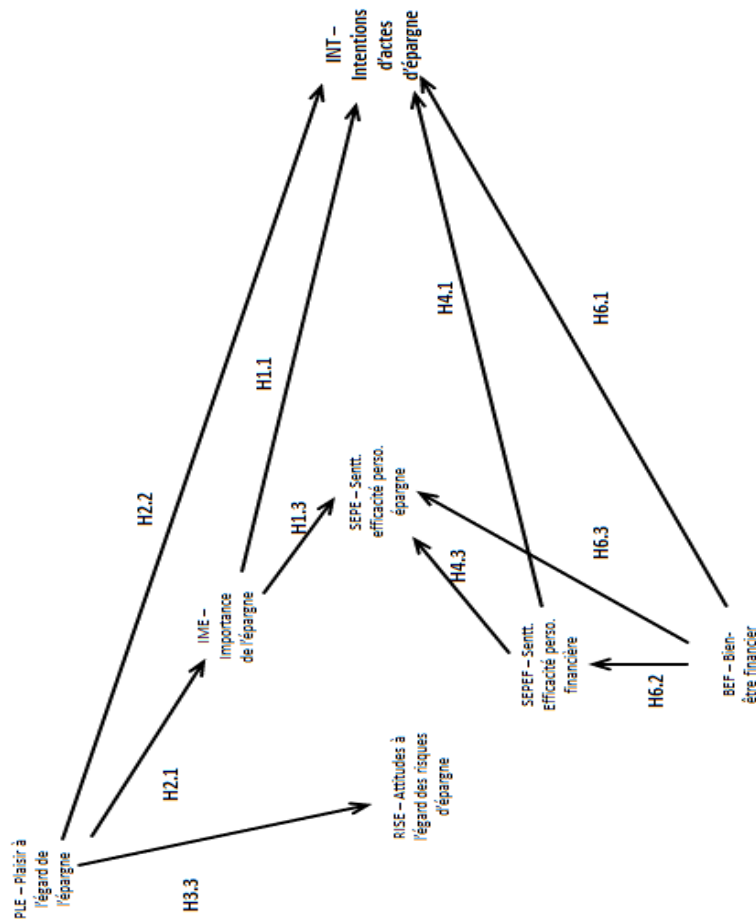 PLE – Plaisir à
l'égard de
l'épargne
H3.3
H2.1
H2.2
RISE – Attitudes à
l'égard des risques
d'épargne
IME –
Importance
de l'épargne
H1.1
H1.3
SEPE – Sentt.
efficacité perso.
épargne
INT –
Intentions
d'actes
d'épargne
SEPEF – Sentt.
Efficacité perso.
financière
H4.3
H4.1
H6.2
H6.3
H6.1
BEF – Bien-
être financier